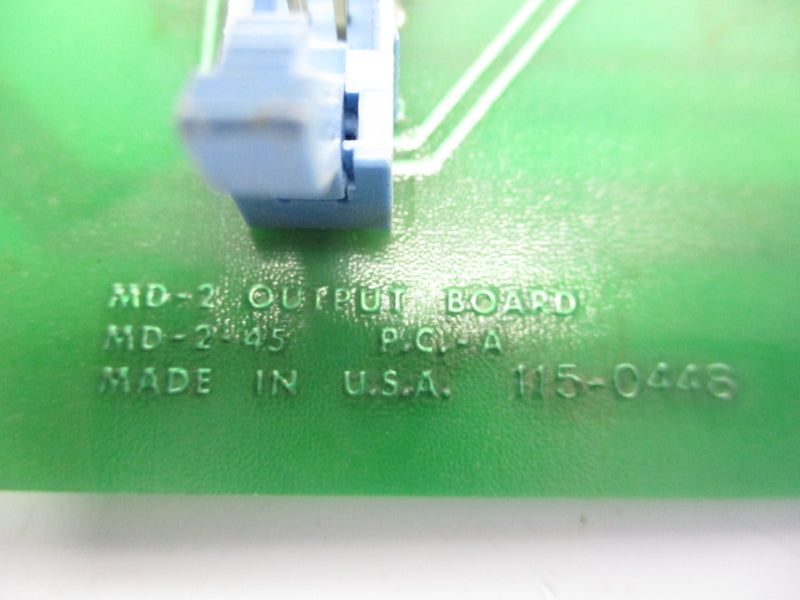 MD-2 OUTPUT BOARD
MD-2-45 P.C.-A
MADE IN U.S.A. 115-0448